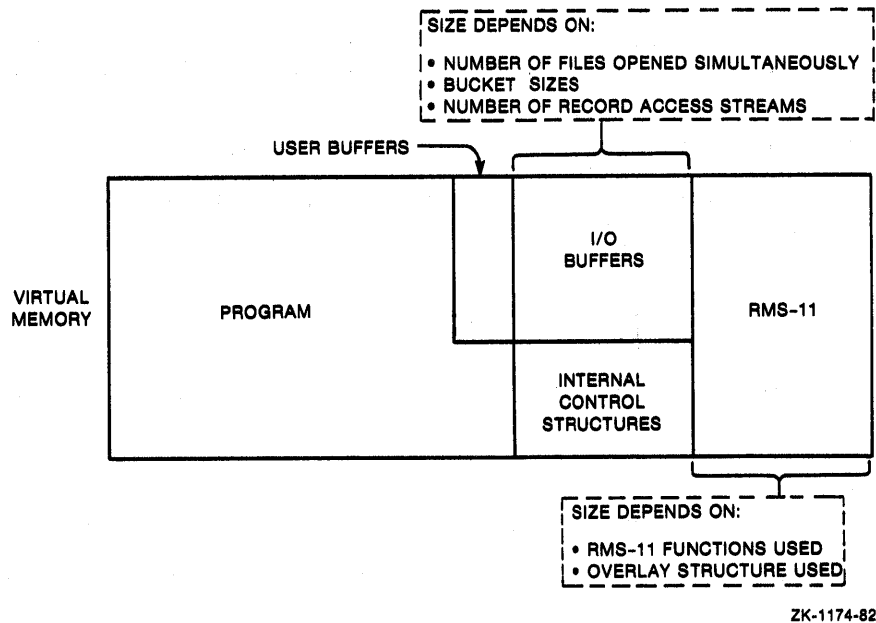 SIZE DEPENDS ON:
• NUMBER OF FILES OPENED SIMULTANEOUSLY
• BUCKET SIZES
• NUMBER OF RECORD ACCESS STREAMS
USER BUFFERS
I/O
BUFFERS
VIRTUAL
MEMORY
PROGRAM
RMS-11
INTERNAL
CONTROL
STRUCTURES
SIZE DEPENDS ON:
• RMS-11 FUNCTIONS USED
• OVERLAY STRUCTURE USED
ZK-1174-82